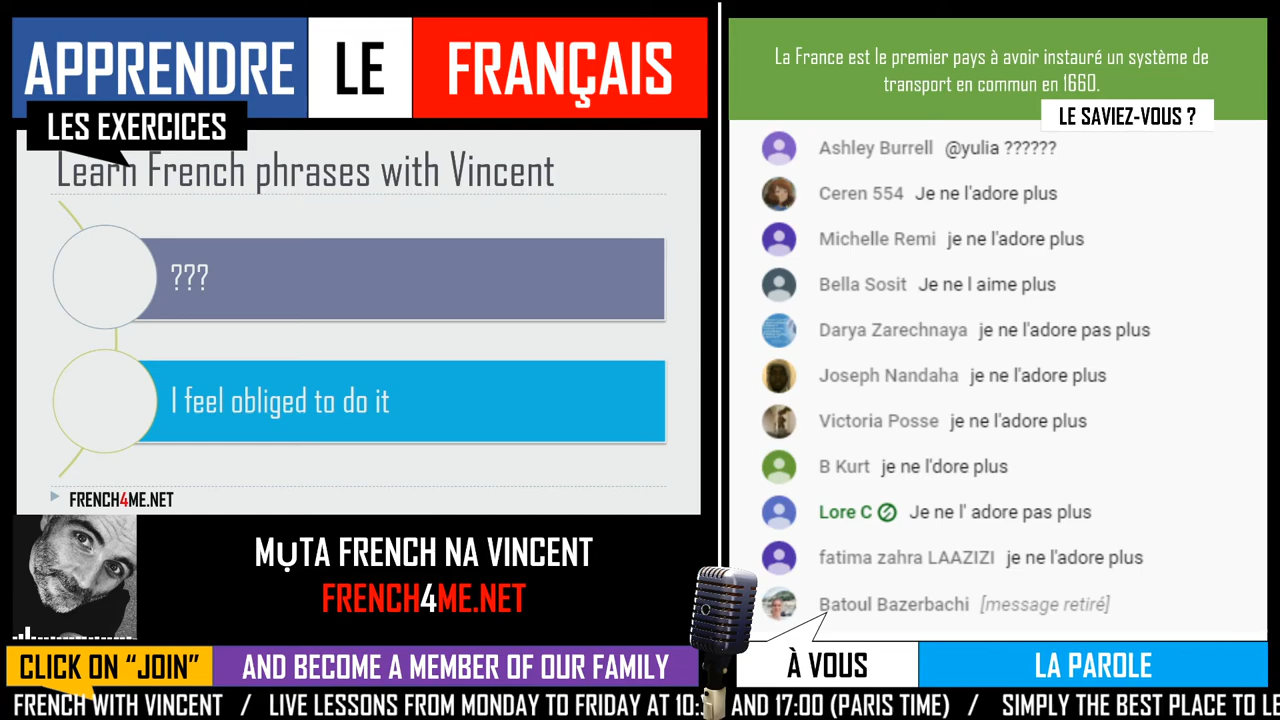 APPRENDRE LE FRANÇAIS
LES EXERCICES
Learn French phrases with Vincent
???
I feel obliged to do it
FRENCH4ME.NET
MụTA FRENCH NA VINCENT
FRENCH4ME.NET
CLICK ON “JOIN” AND BECOME A MEMBER OF OUR FAMILY
La France est le premier pays à avoir instauré un système de
transport en commun en 1660.
LE SAVIEZ-VOUS ?
Ashley Burrell @yulia ??????
Ceren 554 Je ne l'adore plus
Michelle Remi je ne l'adore plus
Bella Sosit Je ne l aime plus
Darya Zarechnaya je ne l'adore pas plus
Joseph Nandaha je ne l'adore plus
Victoria Posse je ne l'adore plus
B Kurt je ne l'dore plus
Lore C Je ne l' adore pas plus
fatima zahra LAAZIZI je ne l'adore plus
Batoul Bazerbachi [message retiré]
À VOUS LA PAROLE
FRENCH WITH VINCENT / LIVE LESSONS FROM MONDAY TO FRIDAY AT 10: AND 17:00 (PARIS TIME) / SIMPLY THE BEST PLACE TO LE